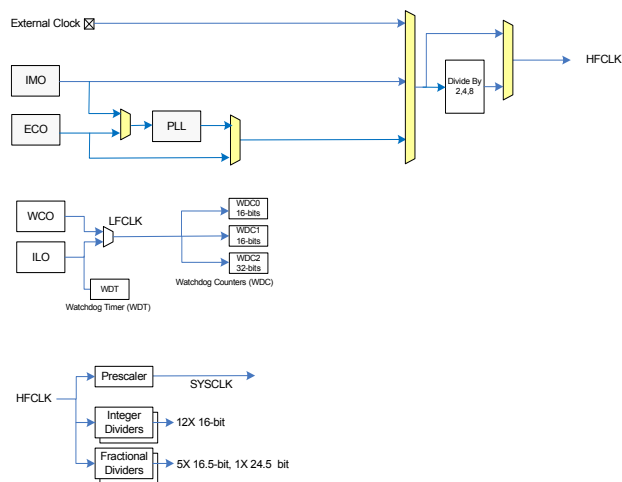 External Clock
HFCLK
IMO
Divide By
2,4,8
ECO
PLL
WCO
LFCLK
WDC0
16-bits
WDC1
16-bits
ILO
WDC2
32-bits
WDT
Watchdog Counters (WDC)
Watchdog Timer (WDT)
Prescaler
SYSCLK
HFCLK
Integer
Dividers
12X 16-bit
Fractional
Dividers
5X 16.5-bit, 1X 24.5 bit